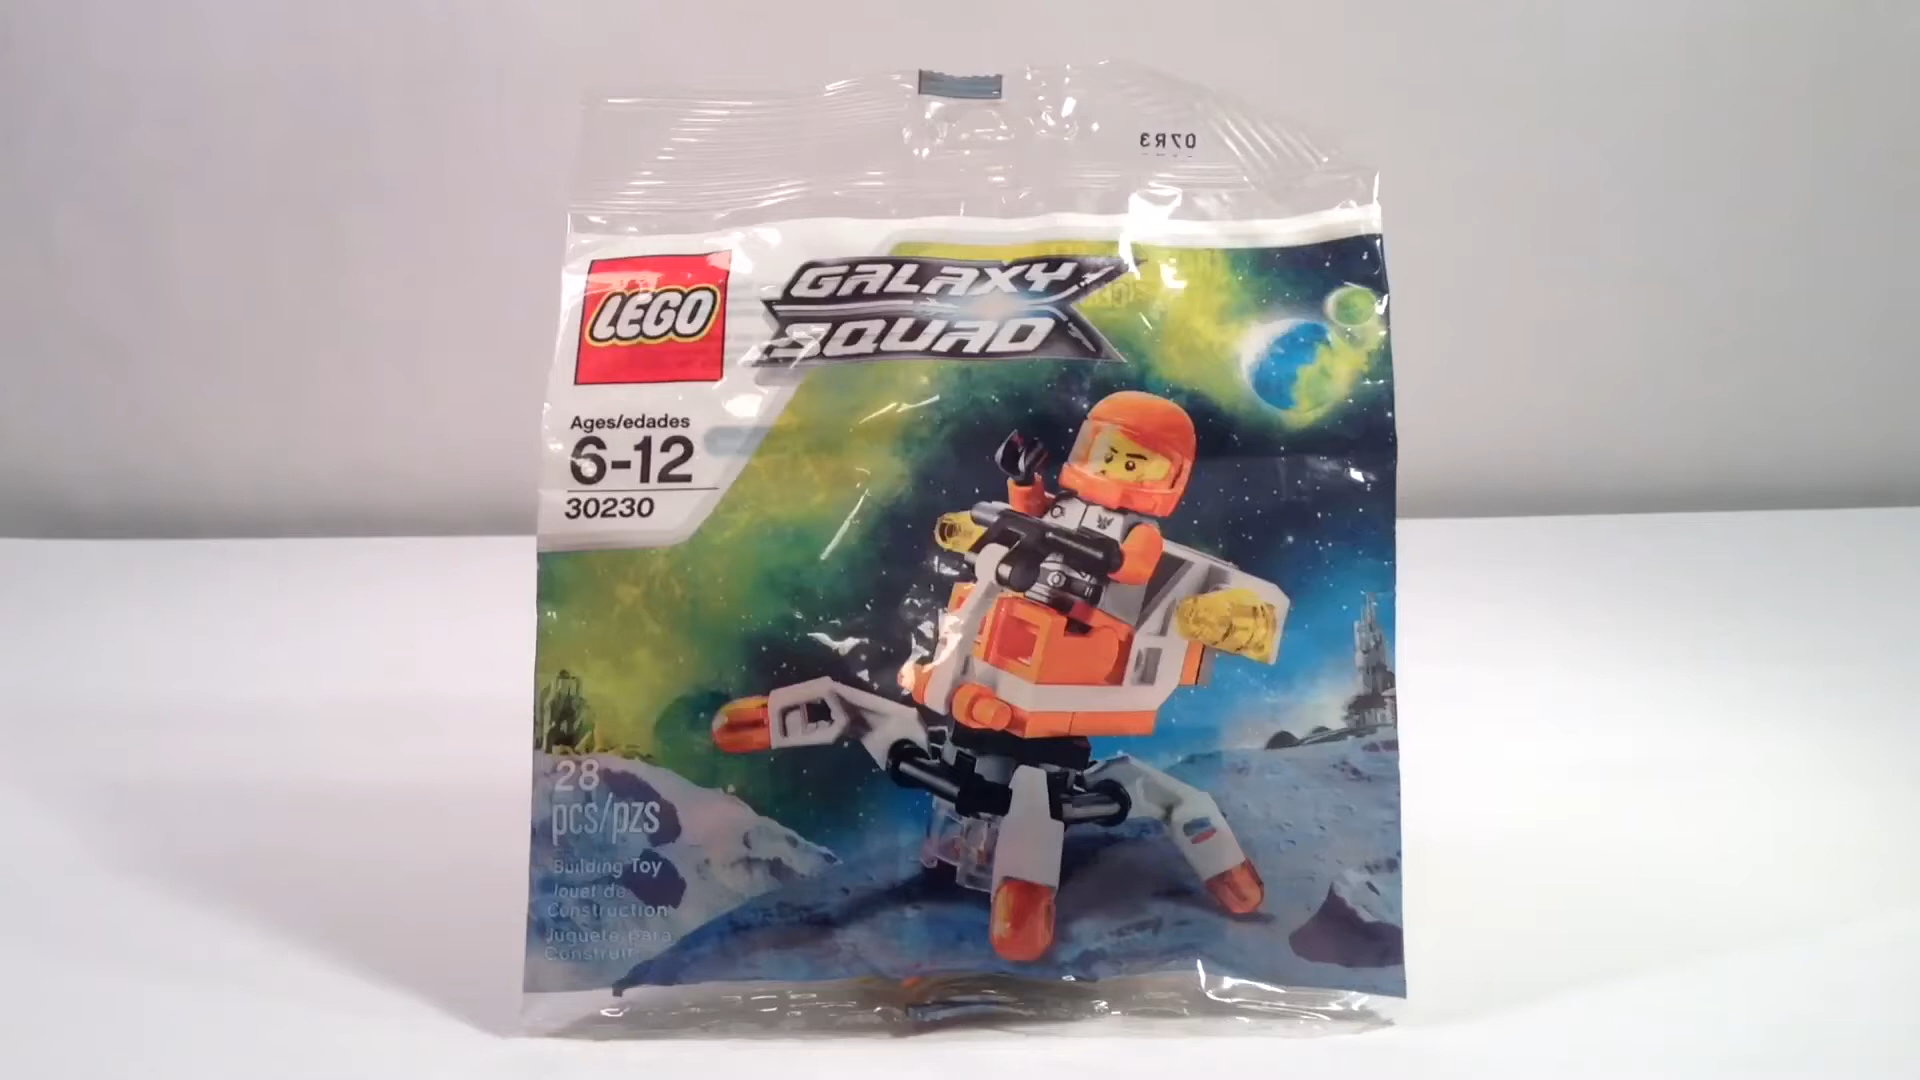 07R3
LEGO
GALAXY
SQUAD
Ages/edades
6-12
30230
28
pcs/pzs
Building Toy
Jouet de
Construction
Juguete para
Construir